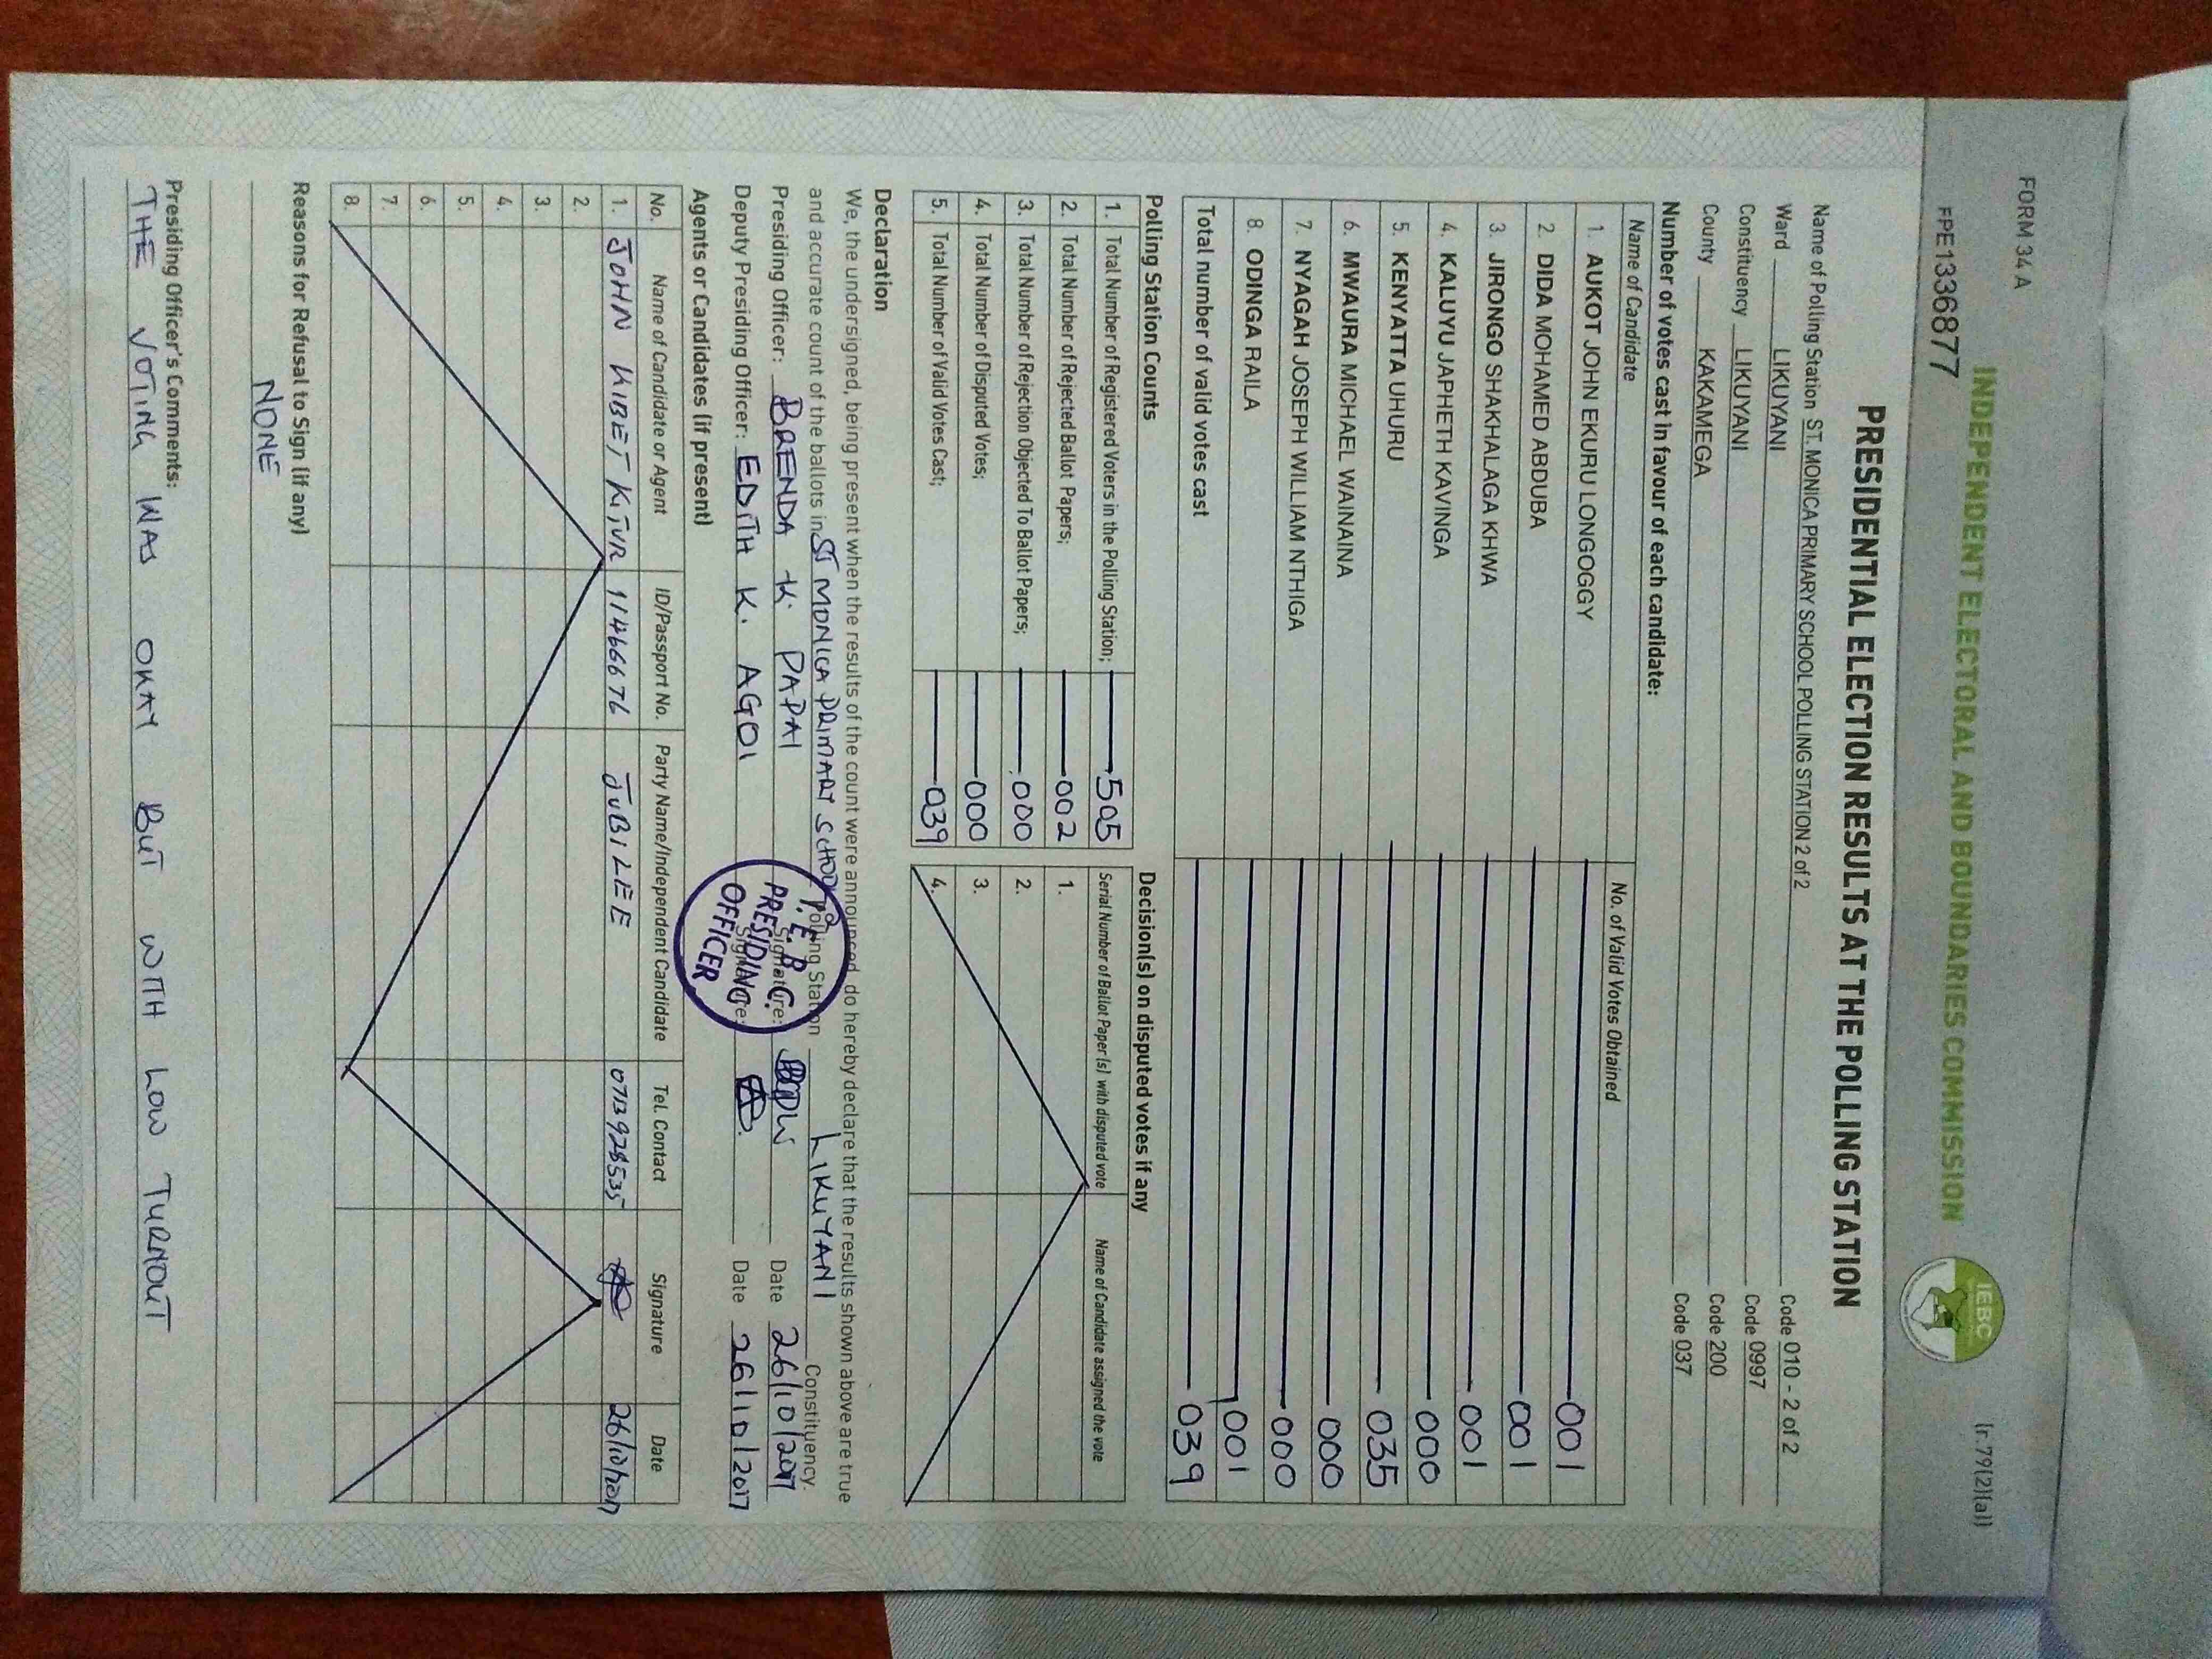 FORM 34 A
(r.79(2)(a))
INDEPENDENT ELECTORAL AND BOUNDARIES COMMISSION
IEBC
FPE1336877
PRESIDENTIAL ELECTION RESULTS AT THE POLLING STATION
Name of Polling Station ST. MONICA PRIMARY SCHOOL POLLING STATION 2 of 2 Code 010 - 2 of 2
Ward LIKUYANI Code 0997
Constituency LIKUYANI Code 200
County KAKAMEGA Code 037
Number of votes cast in favour of each candidate:
Name of Candidate No. of Valid Votes Obtained
1. AUKOT JOHN EKURU LONGOGGY 001
2. DIDA MOHAMED ABDUBA 001
3. JIRONGO SHAKHALAGA KHWA 001
4. KALUYU JAPHETH KAVINGA 000
5. KENYATTA UHURU 035
6. MWAURA MICHAEL WAINAINA 000
7. NYAGAH JOSEPH WILLIAM NTHIGA 000
8. ODINGA RAILA 001
Total number of valid votes cast 039
Polling Station Counts
1. Total Number of Registered Voters in the Polling Station; 505
2. Total Number of Rejected Ballot Papers; 002
3. Total Number of Rejection Objected To Ballot Papers; 000
4. Total Number of Disputed Votes; 000
5. Total Number of Valid Votes Cast; 039
Decision(s) on disputed votes if any
Serial Number of Ballot Paper (s) with disputed vote Name of Candidate assigned the vote
1.
2.
3.
4.
Declaration
We, the undersigned, being present when the results of the count were announced, do hereby declare that the results shown above are true
and accurate count of the ballots in ST MONICA PRIMARY SCHOOL Polling Station LIKUYANI Constituency.
Presiding Officer: BRENDA K. PAPAI Signature: Date 26/10/2017
Deputy Presiding Officer: EDITH K. AGOI Signature: Date 26/10/2017
I.E.B.C.
PRESIDING
OFFICER
Agents or Candidates (if present)
No. Name of Candidate or Agent ID/Passport No. Party Name/Independent Candidate Tel. Contact Signature Date
1. JOHN KIBET KITUR 11466676 JUBILEE 0713928535 26/10/2017
2.
3.
4.
5.
6.
7.
8.
Reasons for Refusal to Sign (if any)
NONE
Presiding Officer's Comments:
THE VOTING WAS OKAY BUT WITH LOW TURNOUT